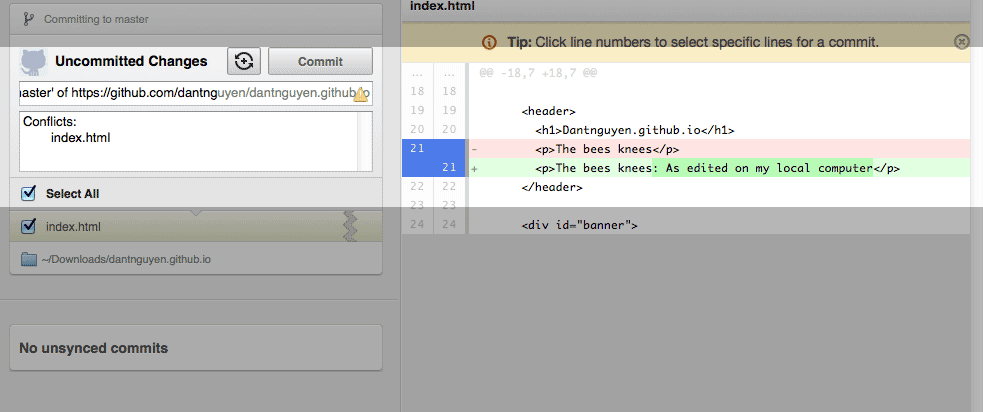 Committing to master
Uncommitted Changes
Commit
master' of https://github.com/dantnguyen/dantnguyen.github.io
Conflicts:
index.html
Select All
index.html
~/Downloads/dantnguyen.github.io
No unsynced commits
index.html
Tip: Click line numbers to select specific lines for a commit.
... ... @@ -18,7 +18,7 @@
18 18
19 19 <header>
20 20 <h1>Dantnguyen.github.io</h1>
21 - <p>The bees knees</p>
21 + <p>The bees knees: As edited on my local computer</p>
22 22 </header>
23 23
24 24 <div id="banner">